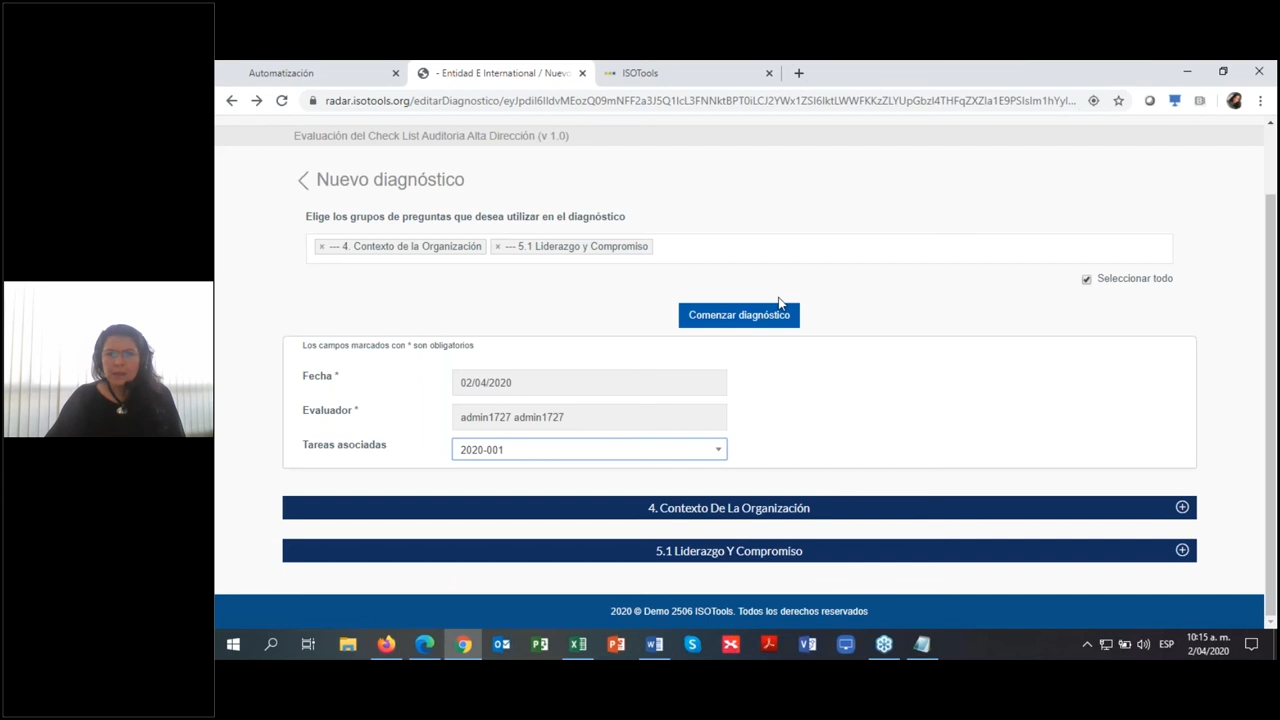 Automatización
- Entidad E International / Nuevo
ISOTools
radar.isotools.org/editarDiagnostico/
Evaluación del Check List Auditoria Alta Dirección (v 1.0)
Nuevo diagnóstico
Elige los grupos de preguntas que desea utilizar en el diagnóstico
× --- 4. Contexto de la Organización
× --- 5.1 Liderazgo y Compromiso
Seleccionar todo
Comenzar diagnóstico
Los campos marcados con * son obligatorios
Fecha *
02/04/2020
Evaluador *
admin1727 admin1727
Tareas asociadas
2020-001
4. Contexto De La Organización
5.1 Liderazgo Y Compromiso
2020 © Demo 2506 ISOTools. Todos los derechos reservados
ESP
10:15 a. m.
2/04/2020